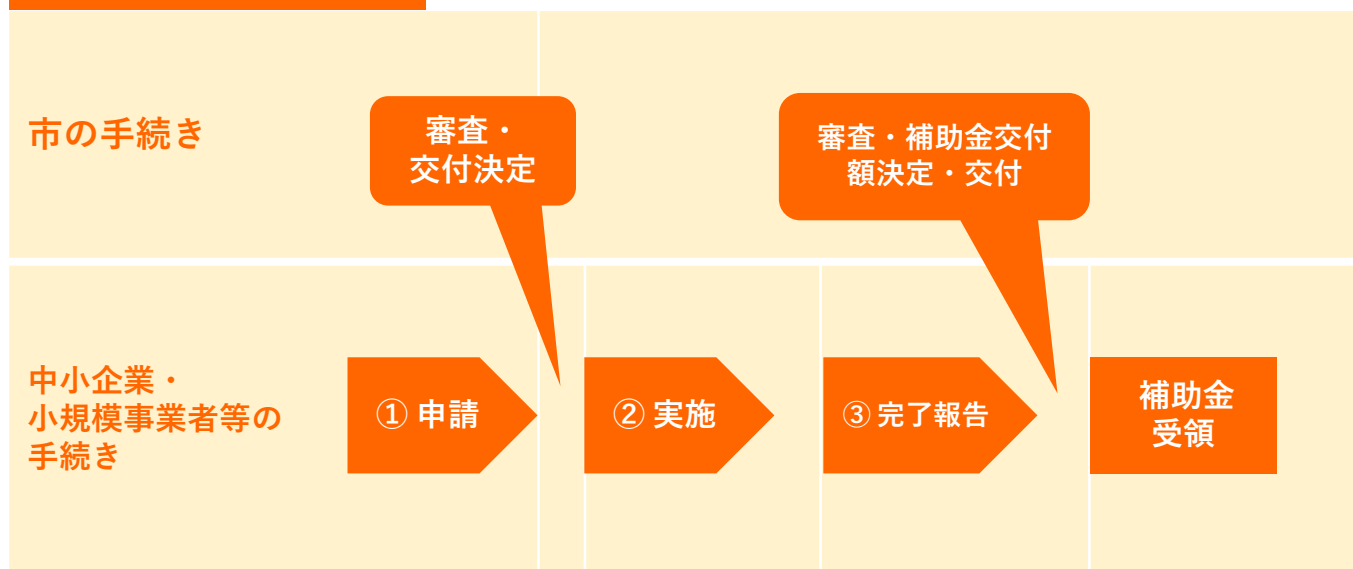 市の手続き
審査・
交付決定
審査・補助金交付
額決定・交付
中小企業・
小規模事業者等の
手続き
① 申請
② 実施
③ 完了報告
補助金
受領